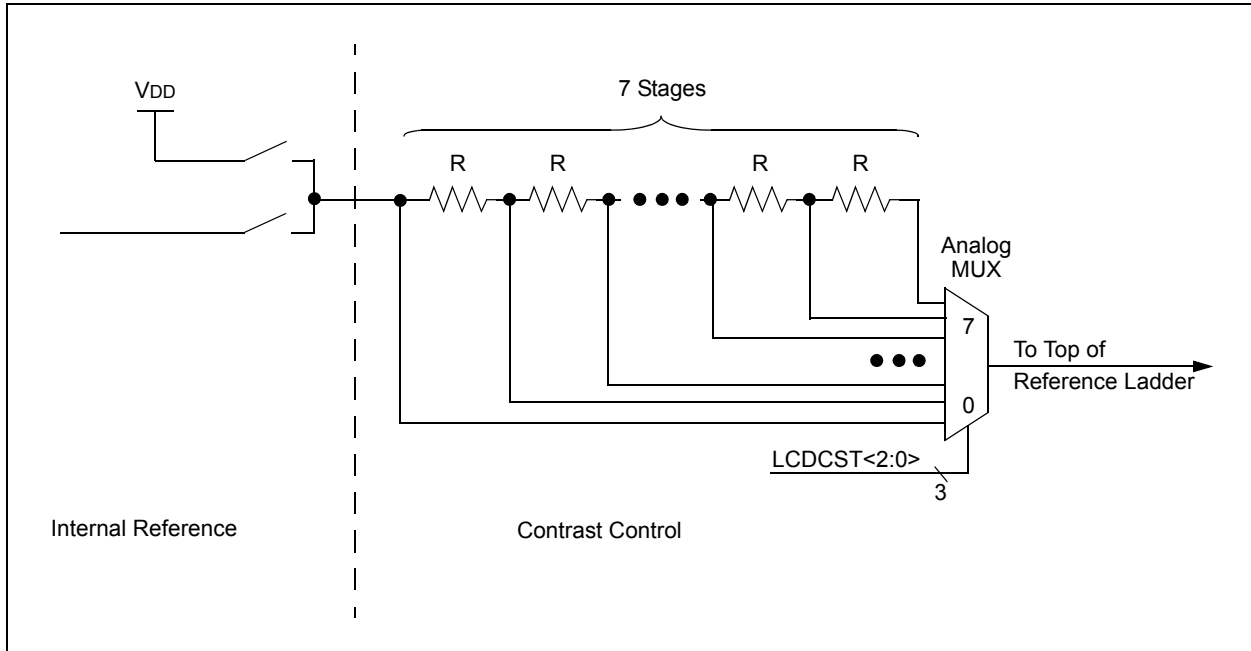 VDD
7 Stages
R
R
R
R
Analog
MUX
7
To Top of
Reference Ladder
0
LCDCST<2:0>
3
Internal Reference
Contrast Control